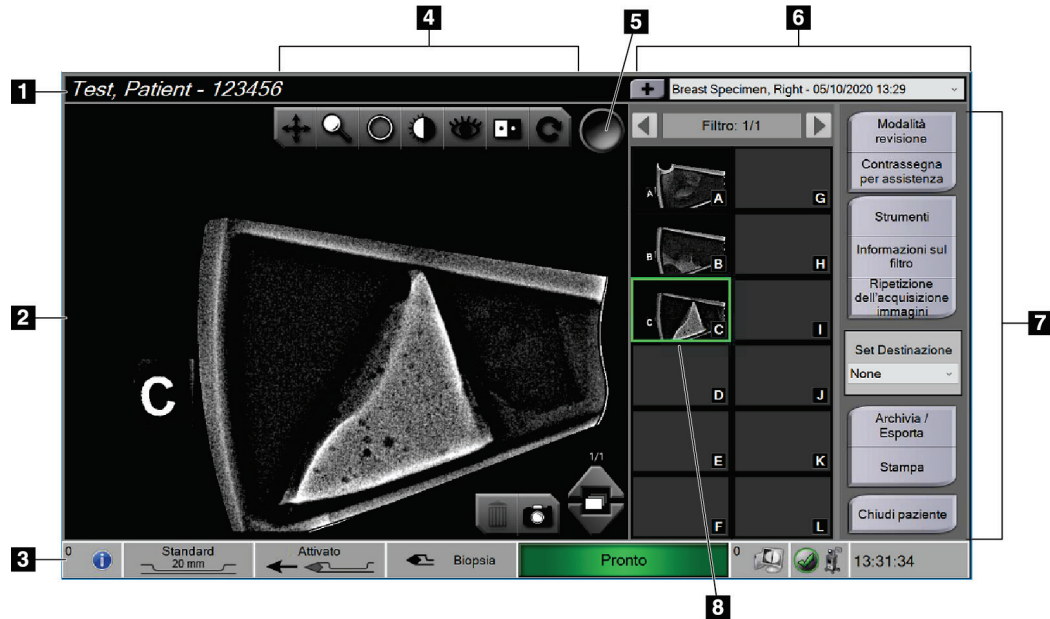 4
5
6
1
Test, Patient - 123456
Breast Specimen, Right - 05/10/2020 13:29
Filtro: 1/1
Modalità
revisione
Contrassegna
per assistenza
Strumenti
Informazioni sul
filtro
Ripetizione
dell'acquisizione
immagini
Set Destinazione
None
Archivia /
Esporta
Stampa
Chiudi paziente
A
A
G
B
B
H
C
C
I
D
J
E
K
F
L
2
C
1/1
7
3
0
Standard
20 mm
Attivato
Biopsia
Pronto
0
13:31:34
8